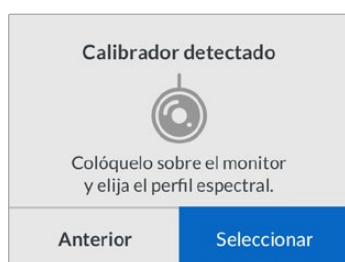 Calibrador detectado
Colóquelo sobre el monitor
y elija el perfil espectral.
Anterior
Seleccionar